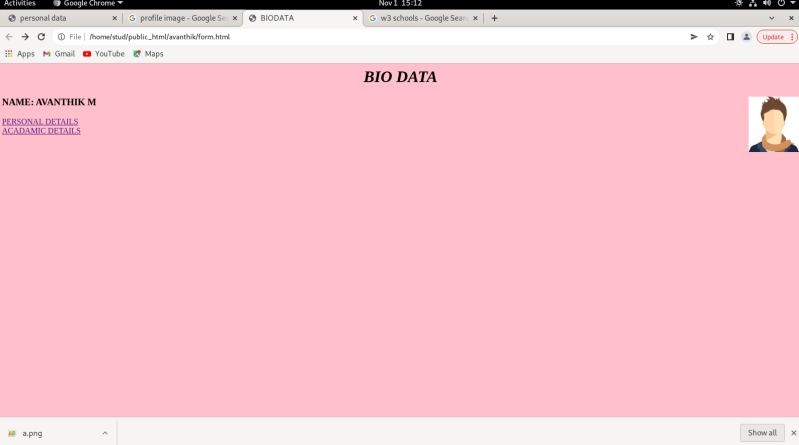 Activities Google Chrome Nov 1 15:12
personal data profile image - Google Se BIODATA w3 schools - Google Sear
File /home/stud/public_html/avanthik/form.html Update
Apps Gmail YouTube Maps
BIO DATA
NAME: AVANTHIK M
PERSONAL DETAILS
ACADAMIC DETAILS
a.png Show all